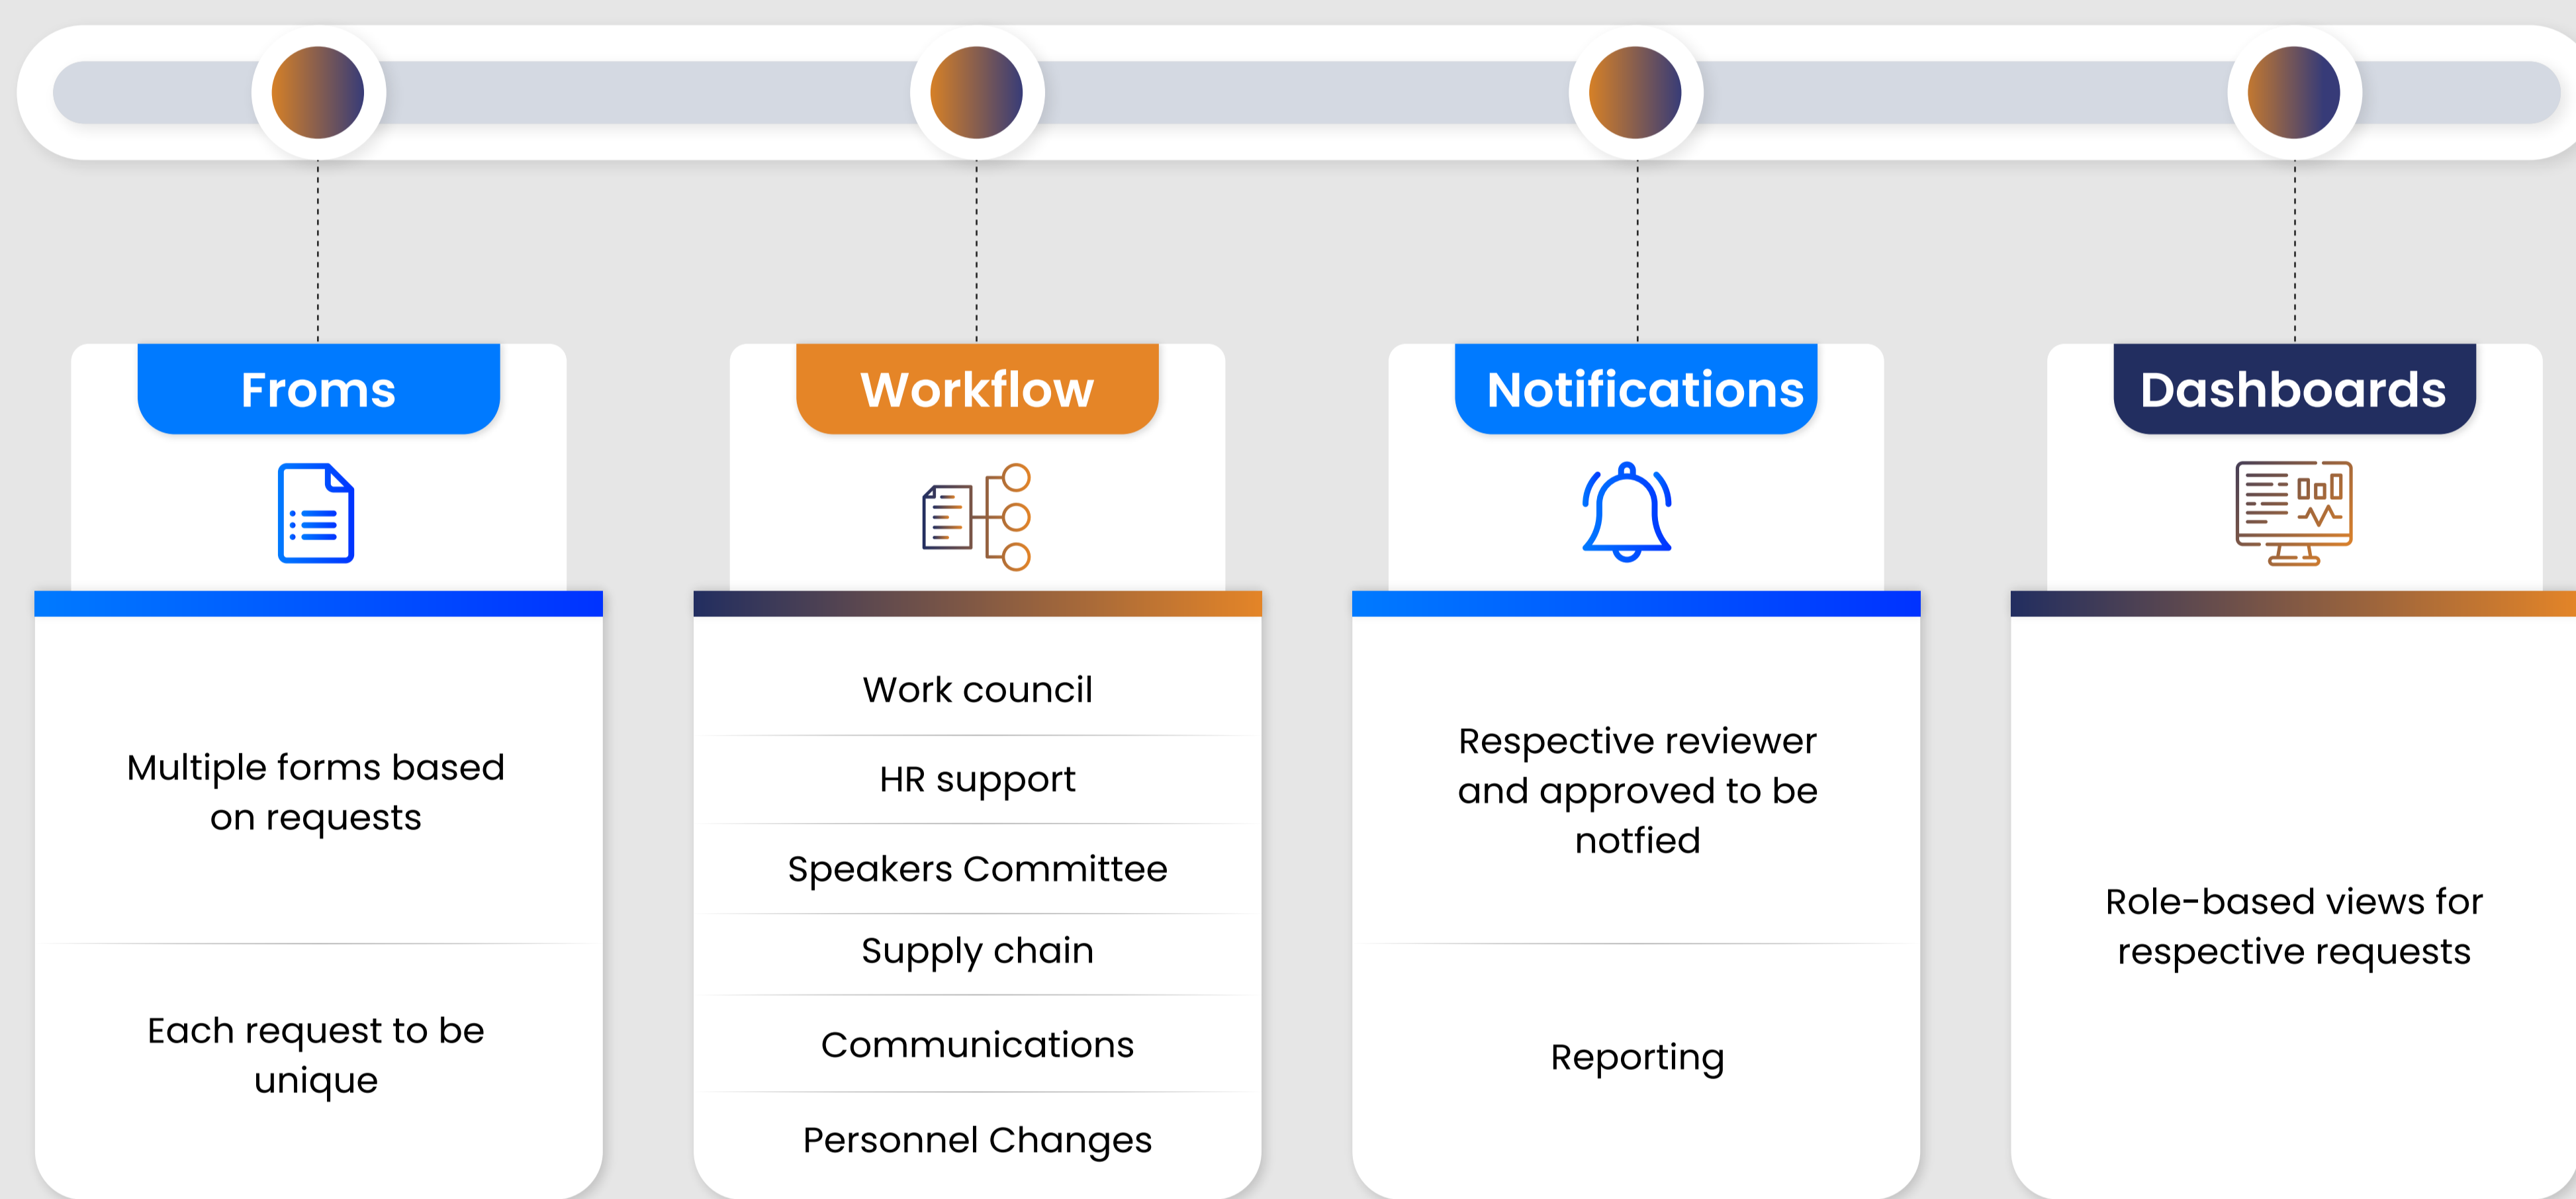 Froms
Multiple forms based
on requests
Each request to be
unique
Workflow
Work council
HR support
Speakers Committee
Supply chain
Communications
Personnel Changes
Notifications
Respective reviewer
and approved to be
notfied
Reporting
Dashboards
Role-based views for
respective requests